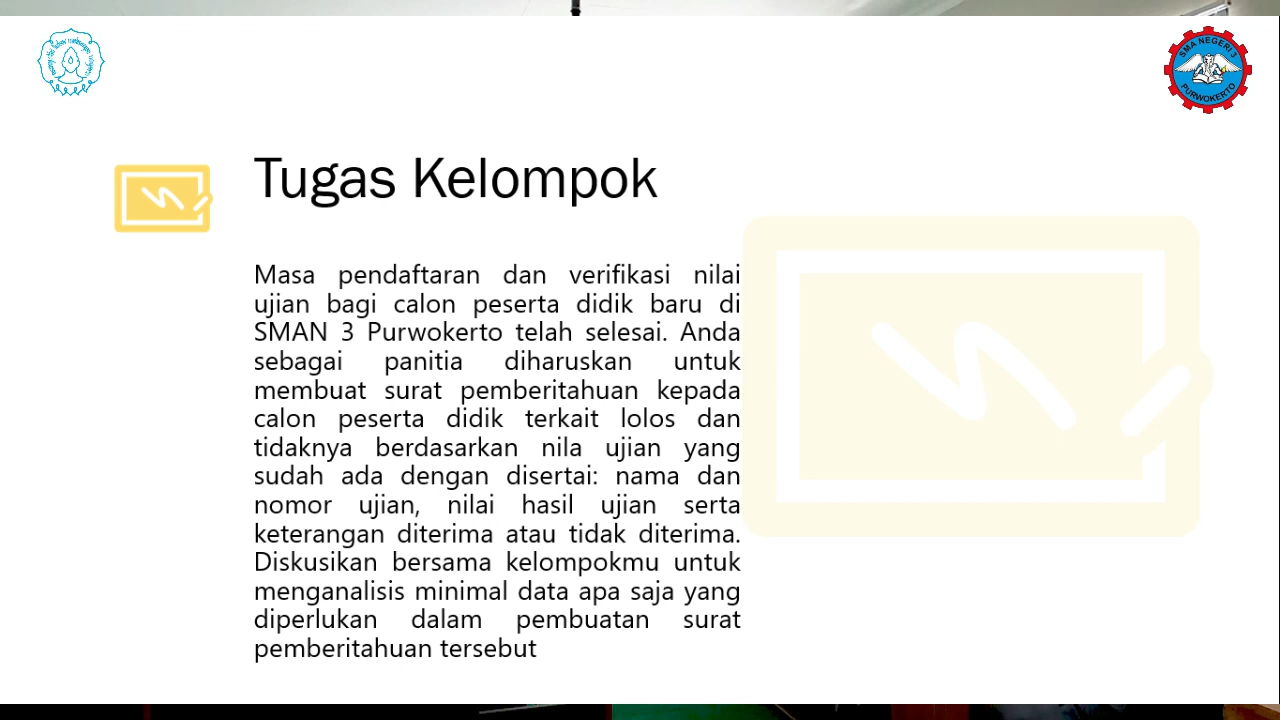 SMA NEGERI 3
PURWOKERTO
Tugas Kelompok
Masa pendaftaran dan verifikasi nilai
ujian bagi calon peserta didik baru di
SMAN 3 Purwokerto telah selesai. Anda
sebagai panitia diharuskan untuk
membuat surat pemberitahuan kepada
calon peserta didik terkait lolos dan
tidaknya berdasarkan nila ujian yang
sudah ada dengan disertai: nama dan
nomor ujian, nilai hasil ujian serta
keterangan diterima atau tidak diterima.
Diskusikan bersama kelompokmu untuk
menganalisis minimal data apa saja yang
diperlukan dalam pembuatan surat
pemberitahuan tersebut